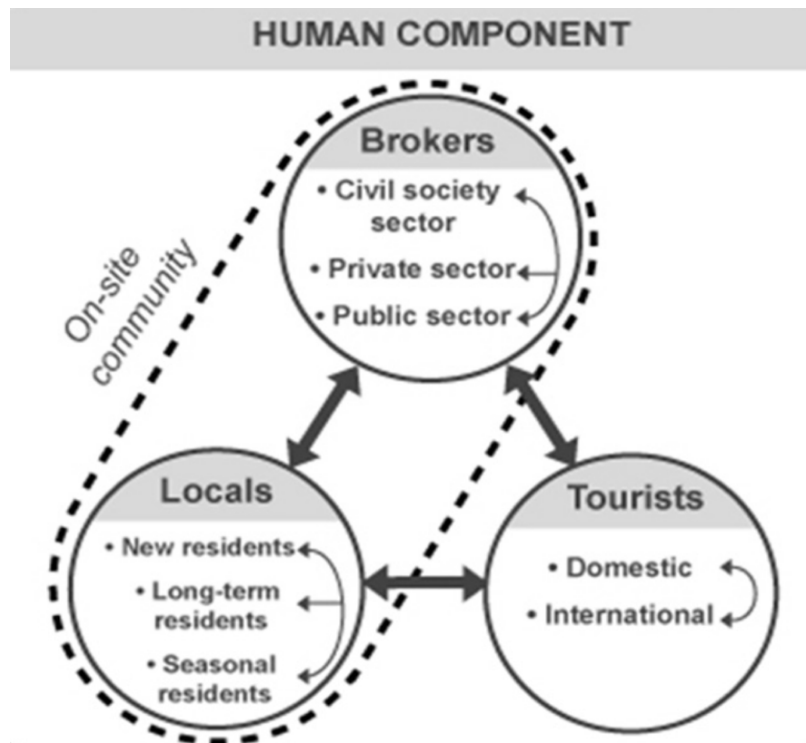 HUMAN COMPONENT
Brokers
• Civil society
sector
• Private sector
• Public sector
On-site
community
Locals
• New residents
• Long-term
residents
• Seasonal
residents
Tourists
• Domestic
• International